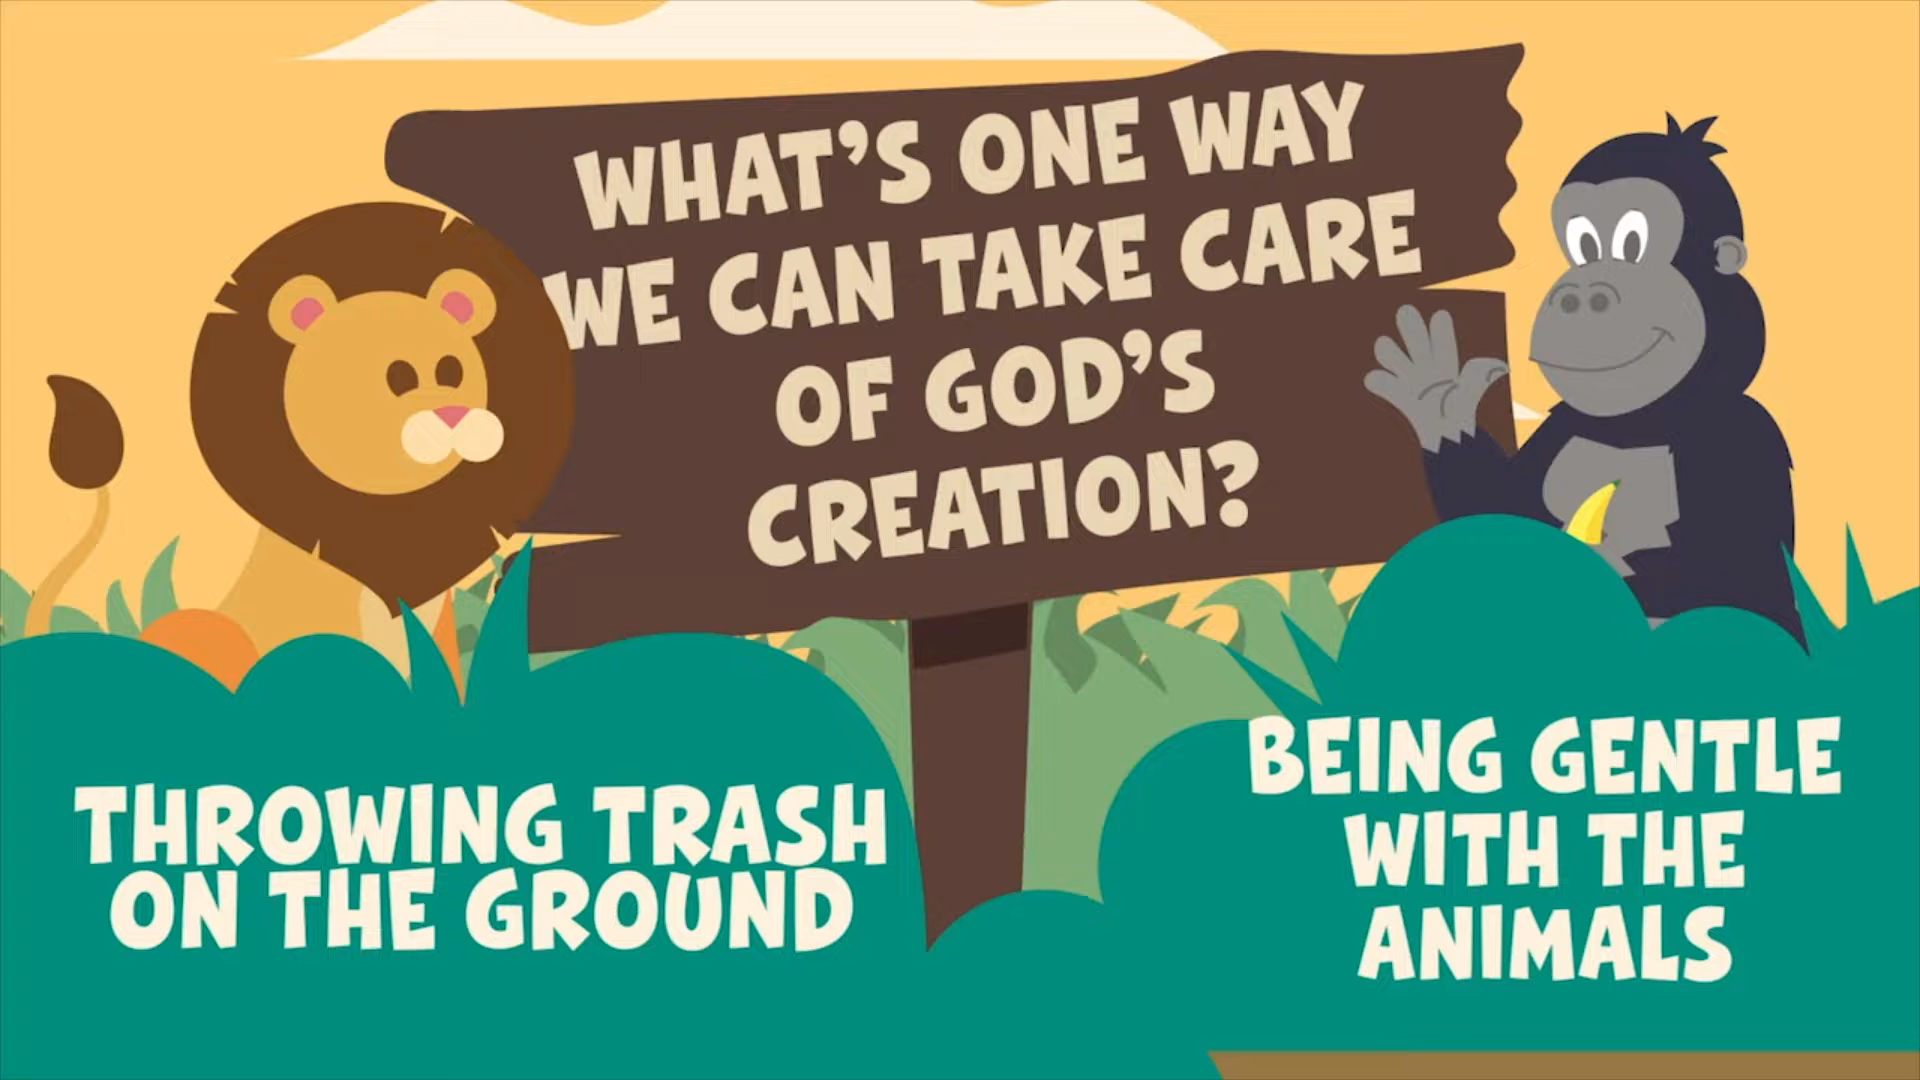 WHAT'S ONE WAY
WE CAN TAKE CARE
OF GOD'S
CREATION?
THROWING TRASH
ON THE GROUND
BEING GENTLE
WITH THE
ANIMALS